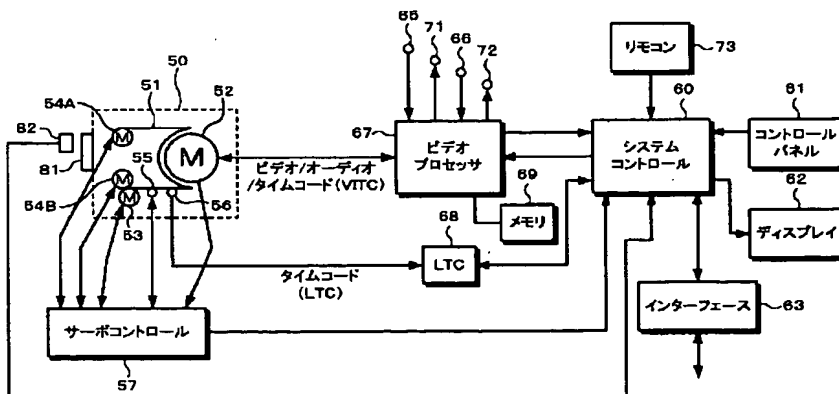 65
71
66
72
リモコン
73
50
51
52
54A
82
81
60
67
ビデオ
プロセッサ
システム
コントロール
61
コントロール
パネル
ビデオ/オーディオ
/タイムコード(VITC)
54B
55
56
53
69
メモリ
62
ディスプレイ
68
LTC
タイムコード
(LTC)
インターフェース
63
サーボコントロール
57
M
M
M
M